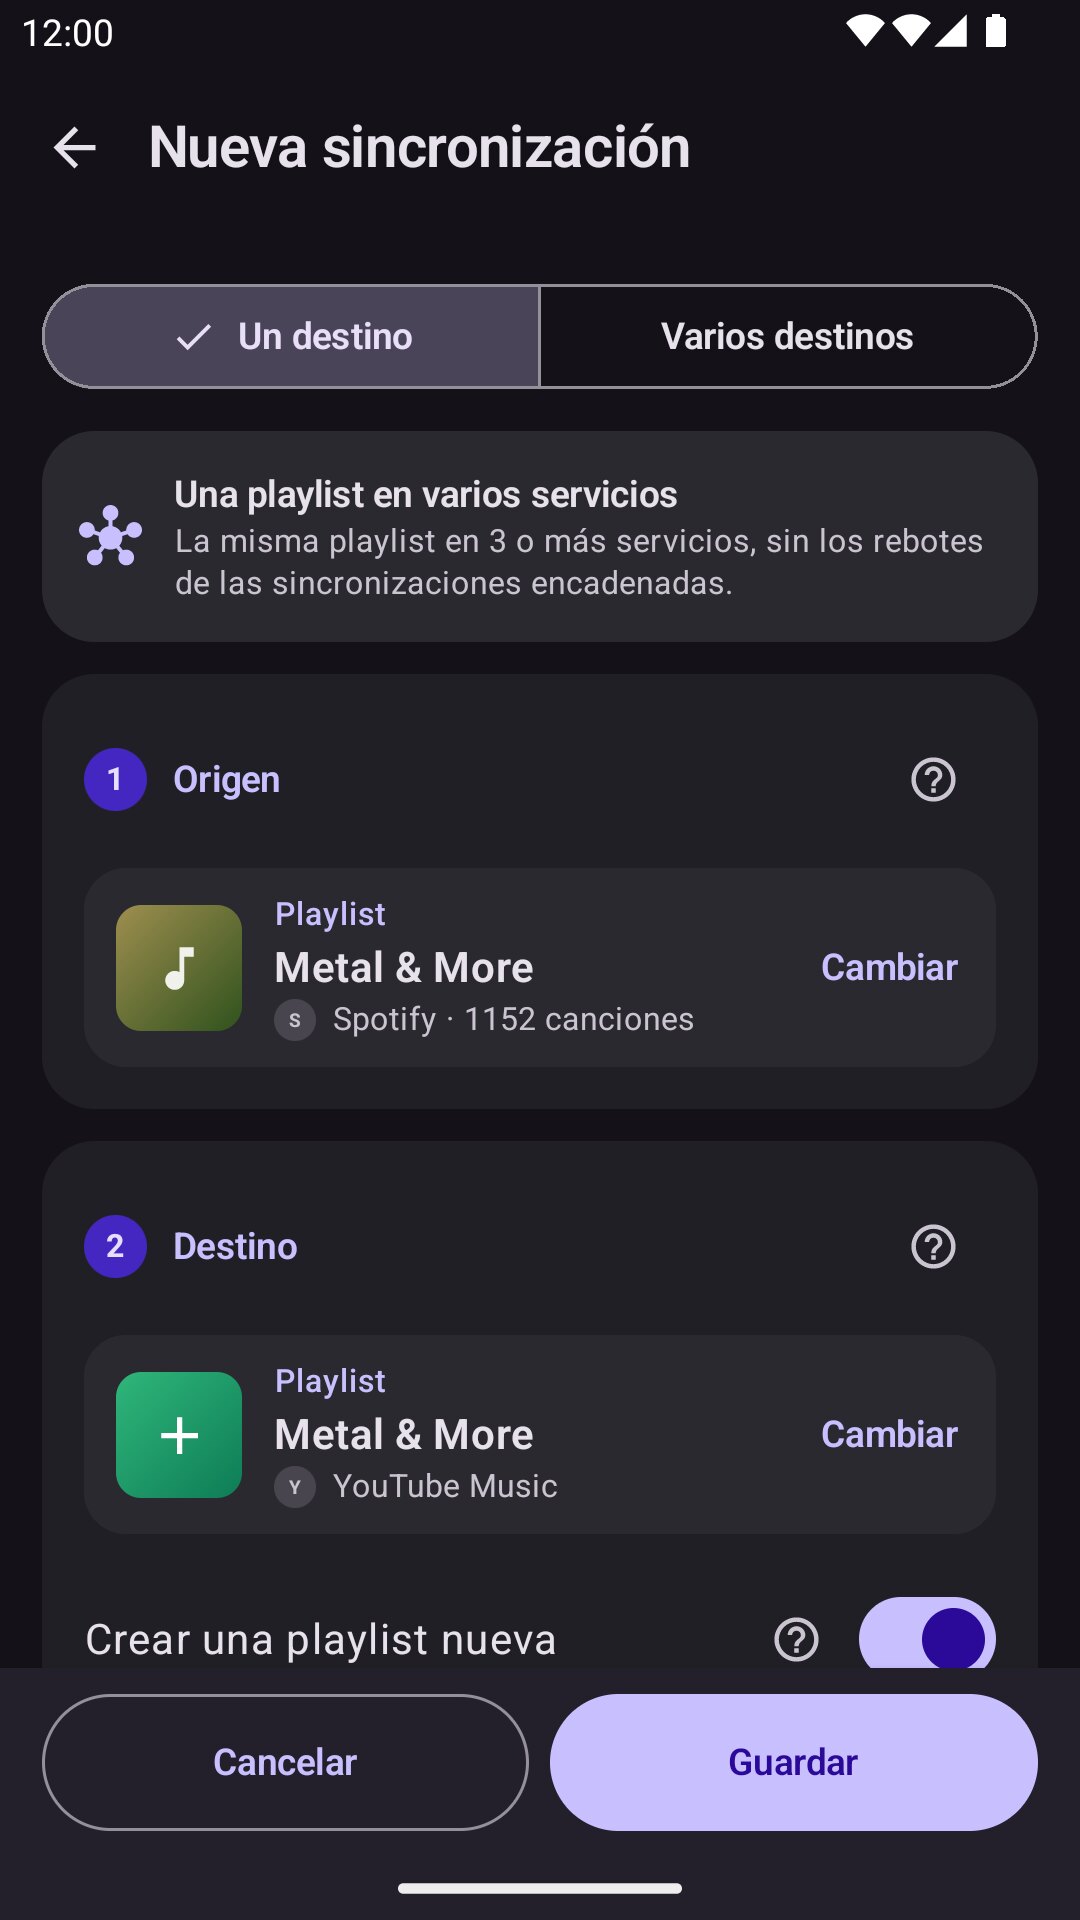 12:00
Nueva sincronización
Un destino
Varios destinos
Una playlist en varios servicios
La misma playlist en 3 o más servicios, sin los rebotes
de las sincronizaciones encadenadas.
1
Origen
Playlist
Metal & More
Cambiar
S
Spotify · 1152 canciones
2
Destino
Playlist
Metal & More
Cambiar
Y
YouTube Music
Crear una playlist nueva
Cancelar
Guardar